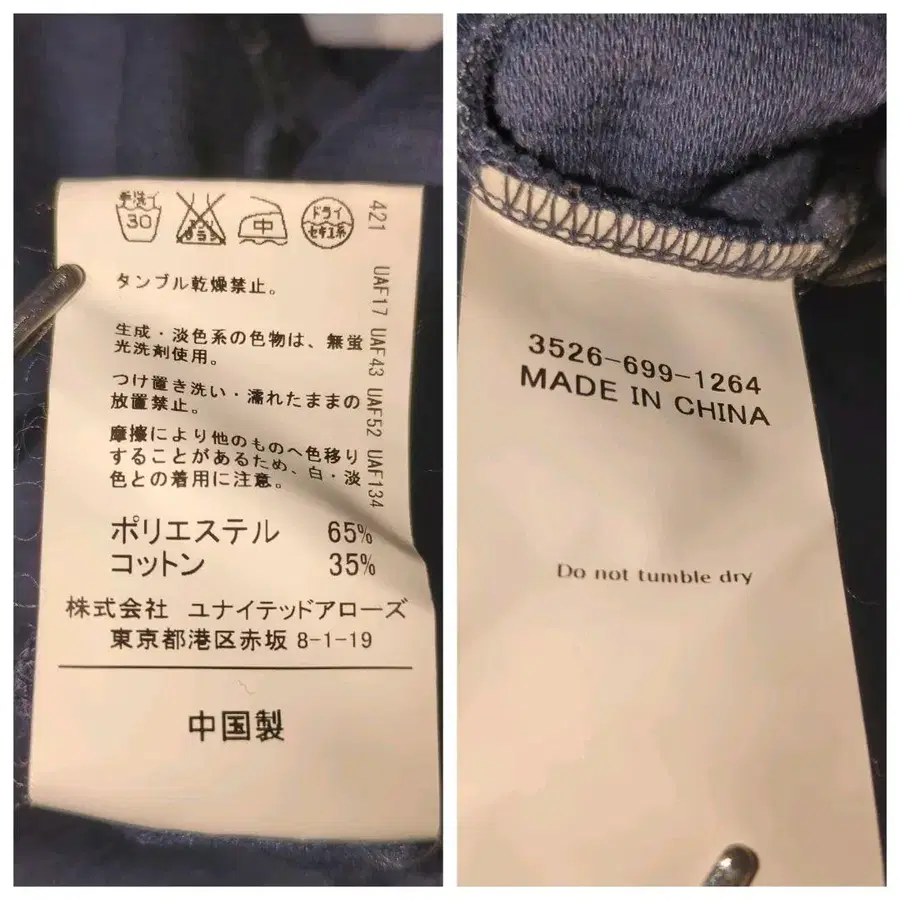 手洗イ
30
エンソサラシ
中
ドライ
セキユ系
421 UAF17 UAF43 UAF52 UAF134
タンブル乾燥禁止。
生成・淡色系の色物は、無蛍
光洗剤使用。
つけ置き洗い・濡れたままの
放置禁止。
摩擦により他のものへ色移り
することがあるため、白・淡
色との着用に注意。
ポリエステル 65%
コットン 35%
株式会社 ユナイテッドアローズ
東京都港区赤坂 8-1-19
中国製
3526-699-1264
MADE IN CHINA
Do not tumble dry